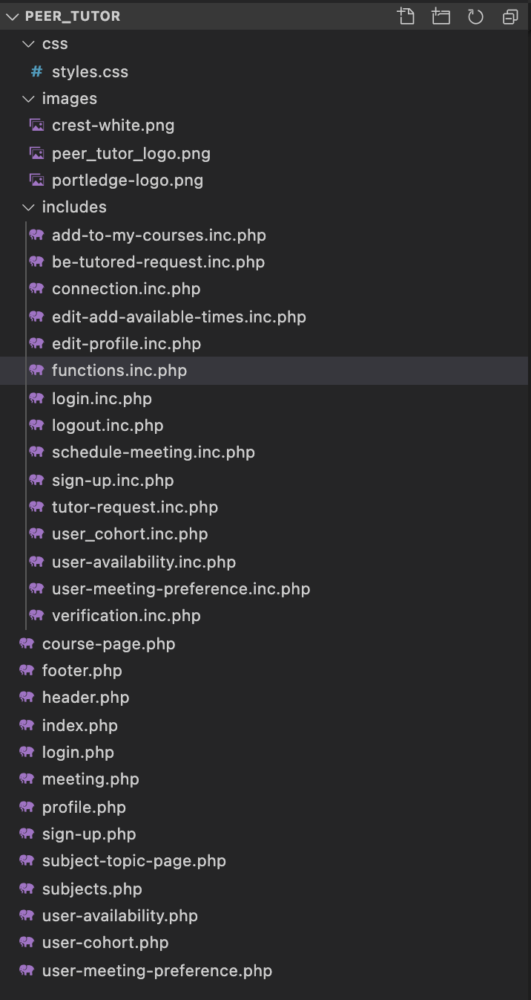 PEER_TUTOR
css
# styles.css
images
crest-white.png
peer_tutor_logo.png
portledge-logo.png
includes
add-to-my-courses.inc.php
be-tutored-request.inc.php
connection.inc.php
edit-add-available-times.inc.php
edit-profile.inc.php
functions.inc.php
login.inc.php
logout.inc.php
schedule-meeting.inc.php
sign-up.inc.php
tutor-request.inc.php
user_cohort.inc.php
user-availability.inc.php
user-meeting-preference.inc.php
verification.inc.php
course-page.php
footer.php
header.php
index.php
login.php
meeting.php
profile.php
sign-up.php
subject-topic-page.php
subjects.php
user-availability.php
user-cohort.php
user-meeting-preference.php